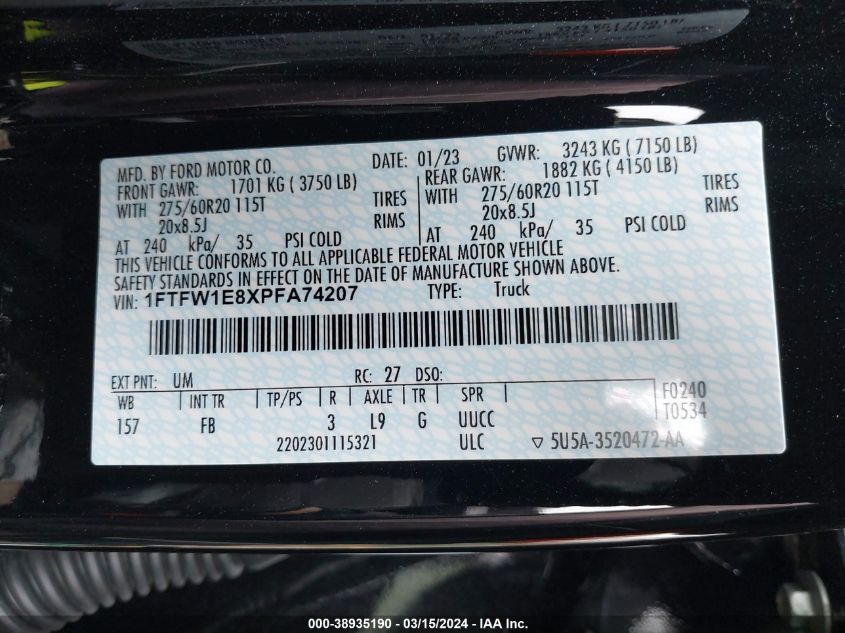 MFD. BY FORD MOTOR CO. DATE: 01/23 GVWR: 3243 KG ( 7150 LB)
FRONT GAWR: 1701 KG ( 3750 LB) REAR GAWR: 1882 KG ( 4150 LB)
WITH 275/60R20 115T TIRES WITH 275/60R20 115T TIRES
20x8.5J RIMS 20x8.5J RIMS
AT 240 kPa/ 35 PSI COLD AT 240 kPa/ 35 PSI COLD
THIS VEHICLE CONFORMS TO ALL APPLICABLE FEDERAL MOTOR VEHICLE
SAFETY STANDARDS IN EFFECT ON THE DATE OF MANUFACTURE SHOWN ABOVE.
VIN: 1FTFW1E8XPFA74207 TYPE: Truck
EXT PNT: UM RC: 27 DSO:
WB INT TR TP/PS R AXLE TR SPR F0240
157 FB 3 L9 G UUCC T0534
2202301115321 ULC ▽ 5U5A-3520472-AA
000-38935190 - 03/15/2024 - IAA Inc.